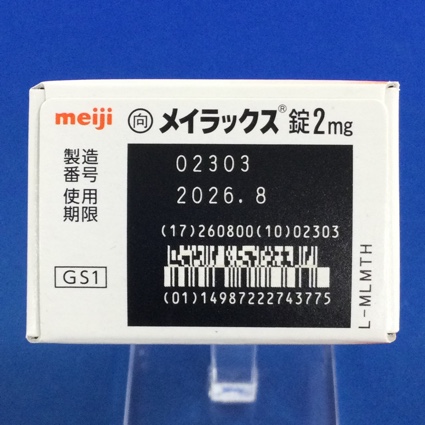 meiji 向 メイラックス® 錠2mg
製造番号 02303
使用期限 2026.8
(17)260800(10)02303
GS1
(01)14987222743775
L-MLMTH